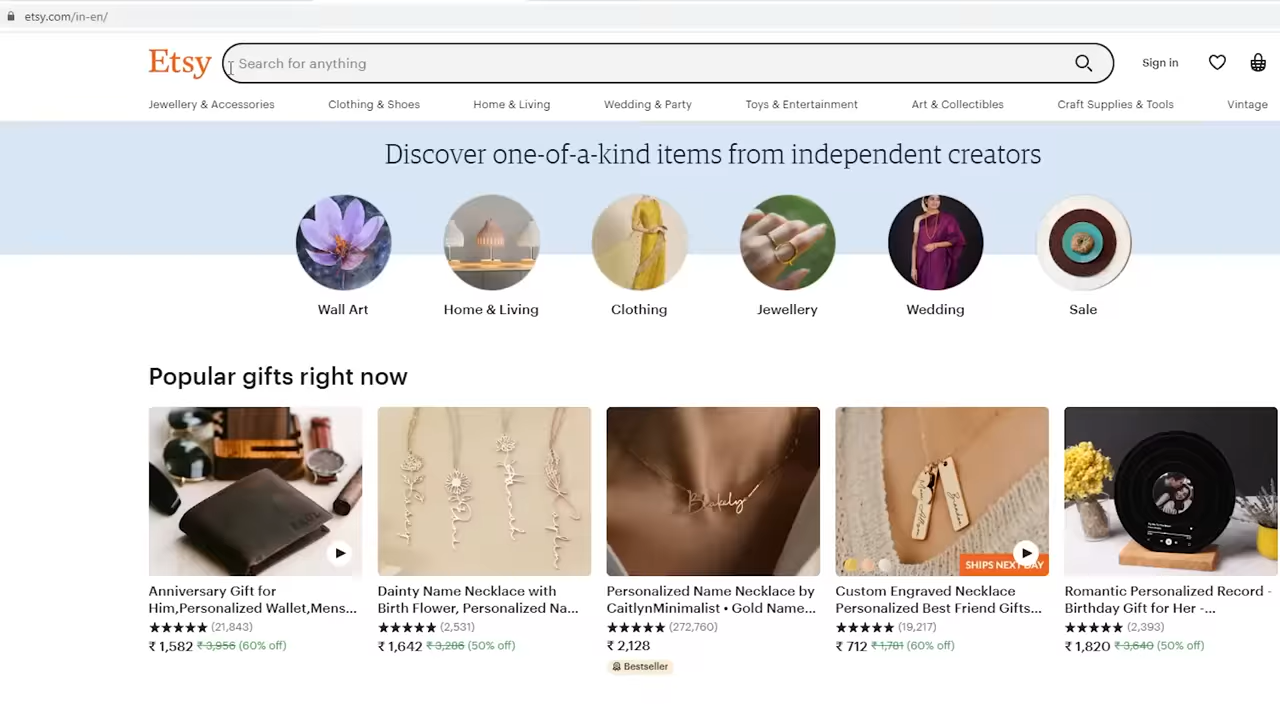 etsy.com/in-en/
Etsy
Search for anything
Sign in
Jewellery & Accessories
Clothing & Shoes
Home & Living
Wedding & Party
Toys & Entertainment
Art & Collectibles
Craft Supplies & Tools
Vintage
Discover one-of-a-kind items from independent creators
Wall Art
Home & Living
Clothing
Jewellery
Wedding
Sale
Popular gifts right now
Blakely
SHIPS NEXT DAY
Anniversary Gift for
Him,Personalized Wallet,Mens...
★★★★★ (21,843)
₹ 1,582 ₹ 3,956 (60% off)
Dainty Name Necklace with
Birth Flower, Personalized Na...
★★★★★ (2,531)
₹ 1,642 ₹ 3,286 (50% off)
Personalized Name Necklace by
CaitlynMinimalist • Gold Name...
★★★★★ (272,760)
₹ 2,128
Bestseller
Custom Engraved Necklace
Personalized Best Friend Gifts...
★★★★★ (19,217)
₹ 712 ₹ 1,781 (60% off)
Romantic Personalized Record -
Birthday Gift for Her -...
★★★★★ (2,393)
₹ 1,820 ₹ 3,640 (50% off)